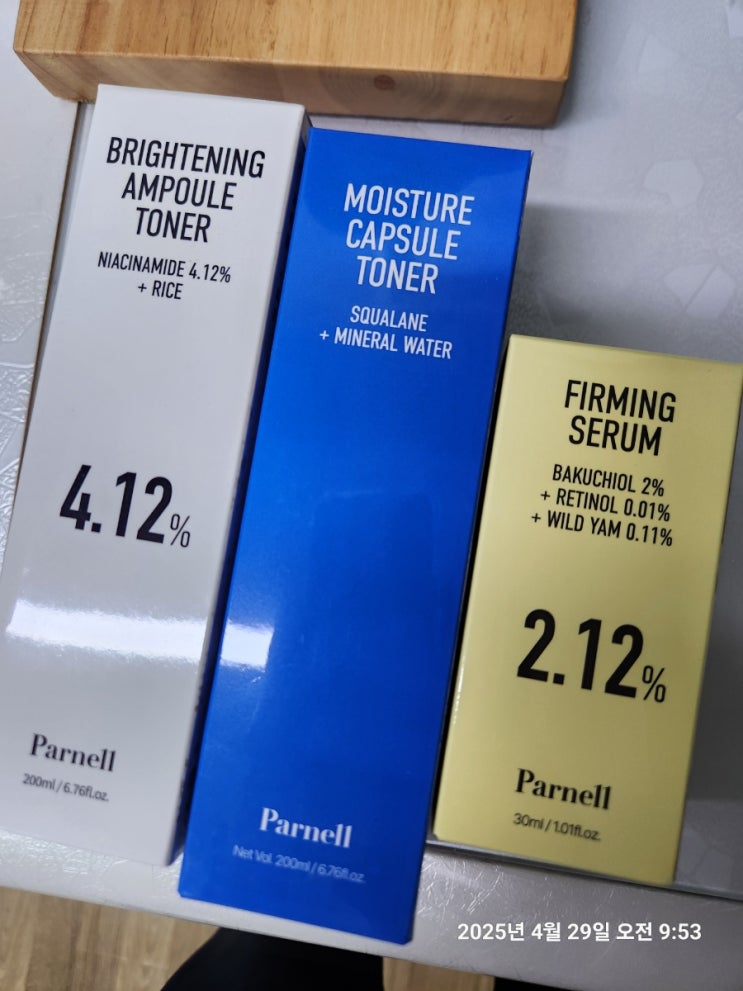 BRIGHTENING
AMPOULE
TONER
NIACINAMIDE 4.12%
+ RICE
4.12%
Parnell
200ml / 6.76fl.oz.
MOISTURE
CAPSULE
TONER
SQUALANE
+ MINERAL WATER
Parnell
Net Vol. 200ml / 6.76fl.oz.
FIRMING
SERUM
BAKUCHIOL 2%
+ RETINOL 0.01%
+ WILD YAM 0.11%
2.12%
Parnell
30ml / 1.01fl.oz.
2025년 4월 29일 오전 9:53